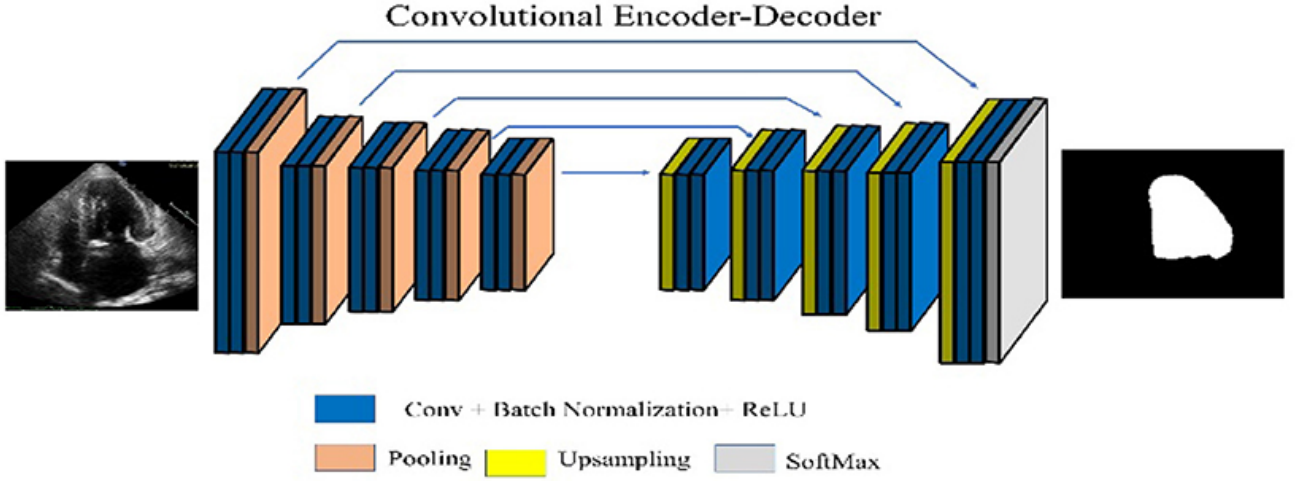 Convolutional Encoder-Decoder
Conv + Batch Normalization+ ReLU
Pooling
Upsampling
SoftMax